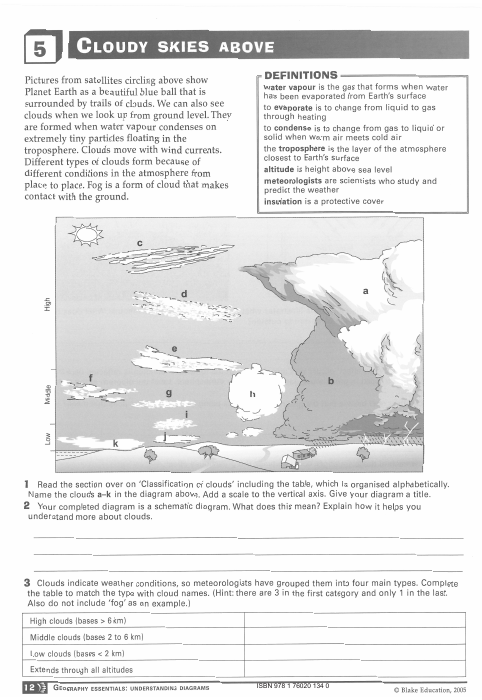 5 CLOUDY SKIES ABOVE
Pictures from satellites circling above show
Planet Earth as a beautiful blue ball that is
surrounded by trails of clouds. We can also see
clouds when we look up from ground level. They
are formed when water vapour condenses on
extremely tiny particles floating in the
troposphere. Clouds move with wind currents.
Different types of clouds form because of
different conditions in the atmosphere from
place to place. Fog is a form of cloud that makes
contact with the ground.
DEFINITIONS
water vapour is the gas that forms when water
has been evaporated from Earth's surface
to evaporate is to change from liquid to gas
through heating
to condense is to change from gas to liquid or
solid when warm air meets cold air
the troposphere is the layer of the atmosphere
closest to Earth's surface
altitude is height above sea level
meteorologists are scientists who study and
predict the weather
insulation is a protective cover
High
Middle
Low
c
d
a
e
b
f
g
h
i
j
k
1 Read the section over on 'Classification of clouds' including the table, which is organised alphabetically.
Name the clouds a–k in the diagram above. Add a scale to the vertical axis. Give your diagram a title.
2 Your completed diagram is a schematic diagram. What does this mean? Explain how it helps you
understand more about clouds.
3 Clouds indicate weather conditions, so meteorologists have grouped them into four main types. Complete
the table to match the type with cloud names. (Hint: there are 3 in the first category and only 1 in the last.
Also do not include 'fog' as an example.)
High clouds (bases > 6 km)
Middle clouds (bases 2 to 6 km)
Low clouds (bases < 2 km)
Extends through all altitudes
12 GEOGRAPHY ESSENTIALS: UNDERSTANDING DIAGRAMS
ISBN 978 1 76020 134 0
© Blake Education, 2005